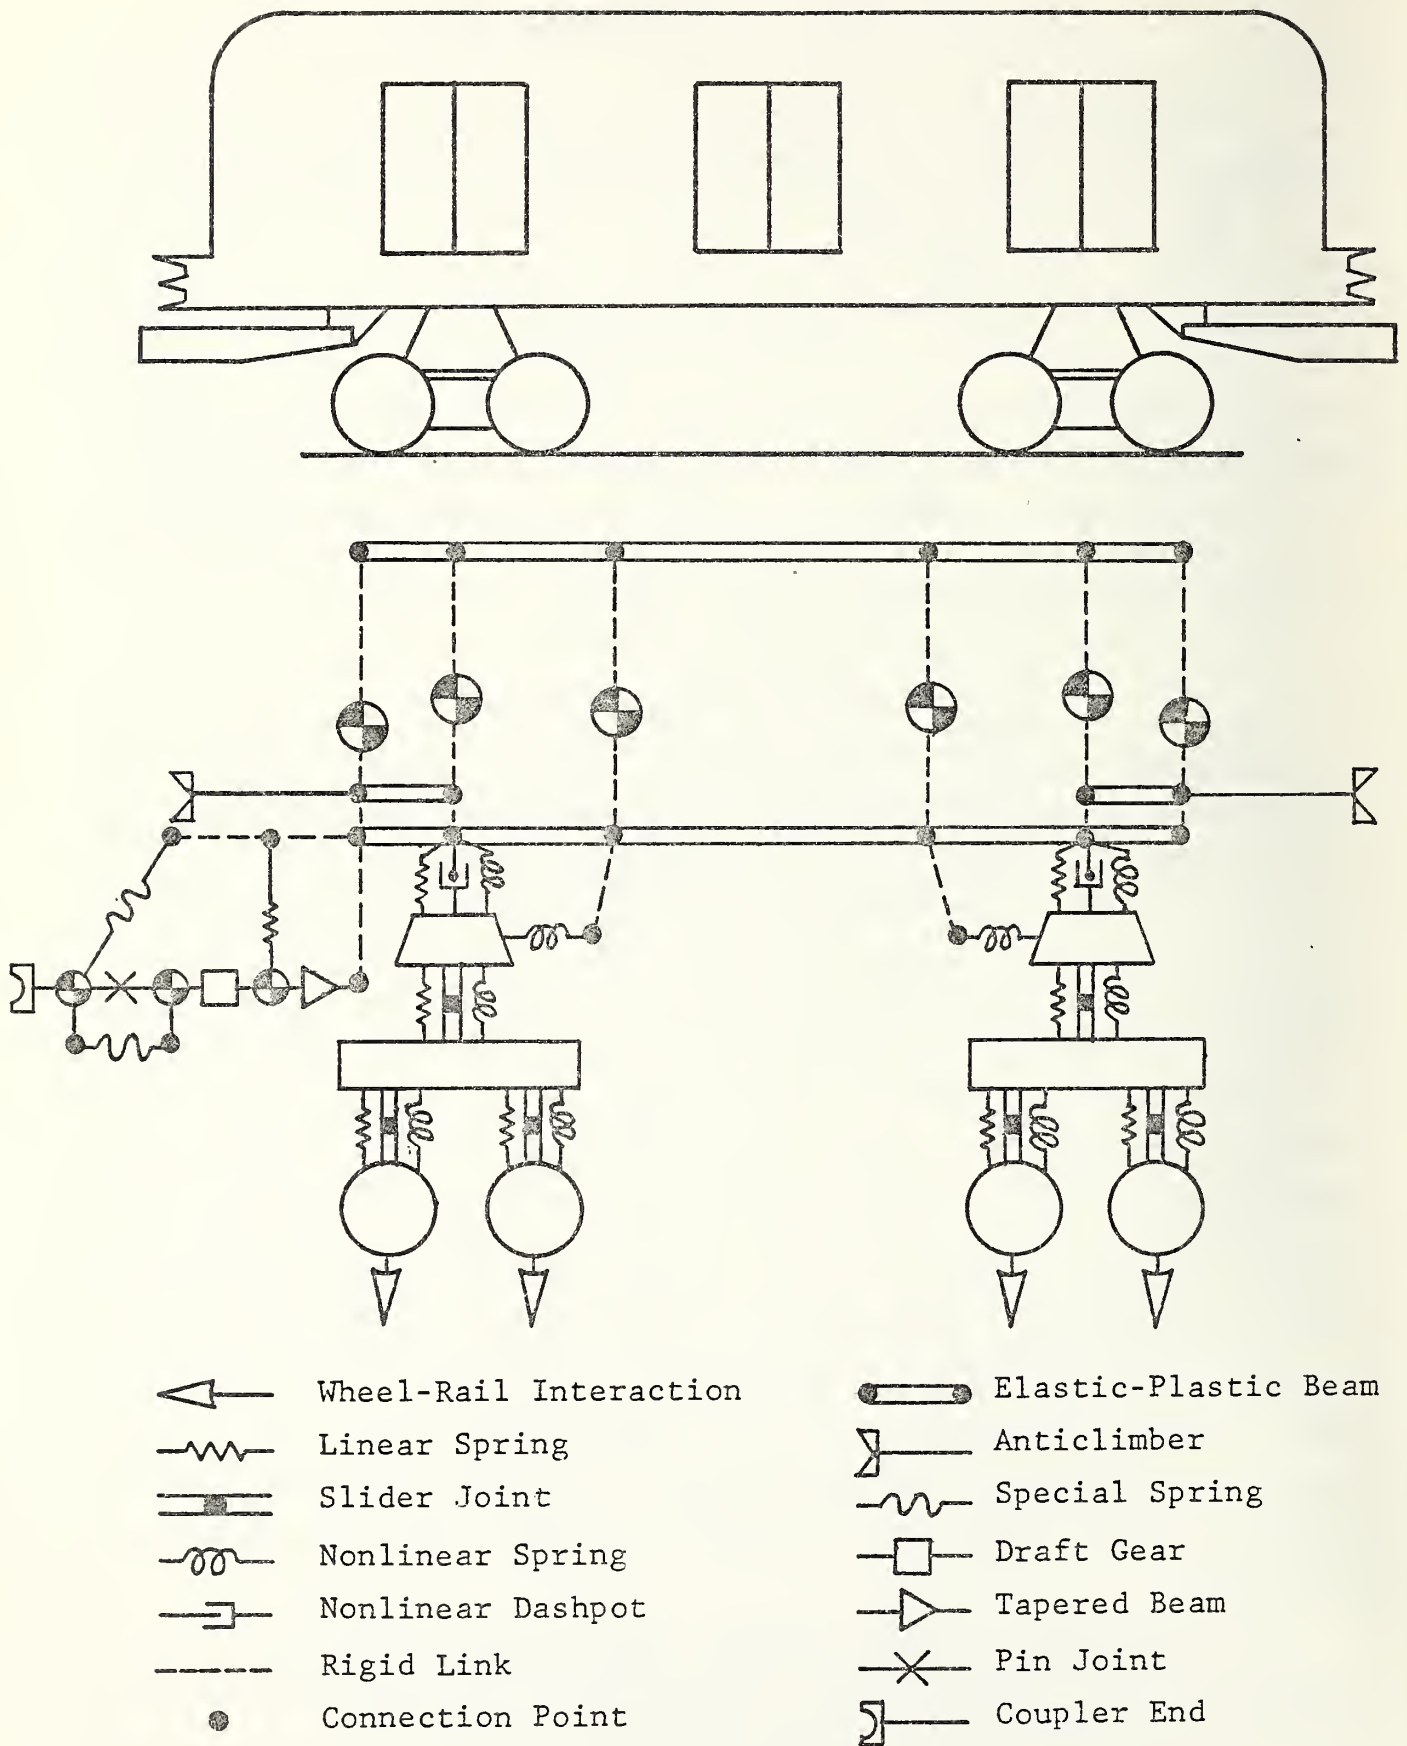 Wheel-Rail Interaction
Linear Spring
Slider Joint
Nonlinear Spring
Nonlinear Dashpot
Rigid Link
Connection Point
Elastic-Plastic Beam
Anticlimber
Special Spring
Draft Gear
Tapered Beam
Pin Joint
Coupler End